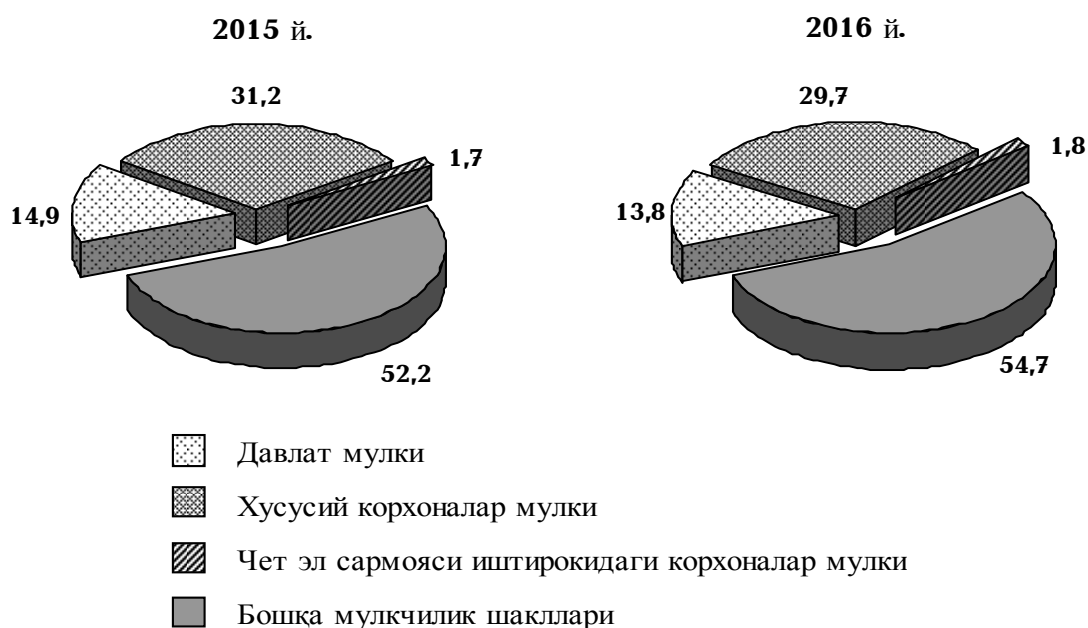 2015 й.
2016 й.
31,2
1,7
14,9
52,2
29,7
1,8
13,8
54,7
Давлат мулки
Хусусий корхоналар мулки
Чет эл сармояси иштирокидаги корхоналар мулки
Бошқа мулкчилик шакллари